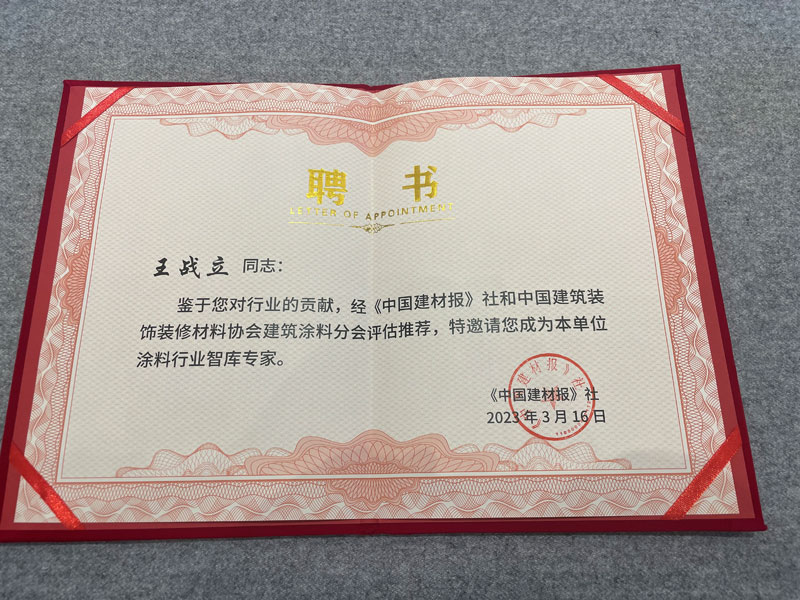 聘 书
LETTER OF APPOINTMENT
王战立 同志：
鉴于您对行业的贡献，经《中国建材报》社和中国建筑装
饰装修材料协会建筑涂料分会评估推荐，特邀请您成为本单位
涂料行业智库专家。
《中国建材报》社
2023 年 3 月 16 日